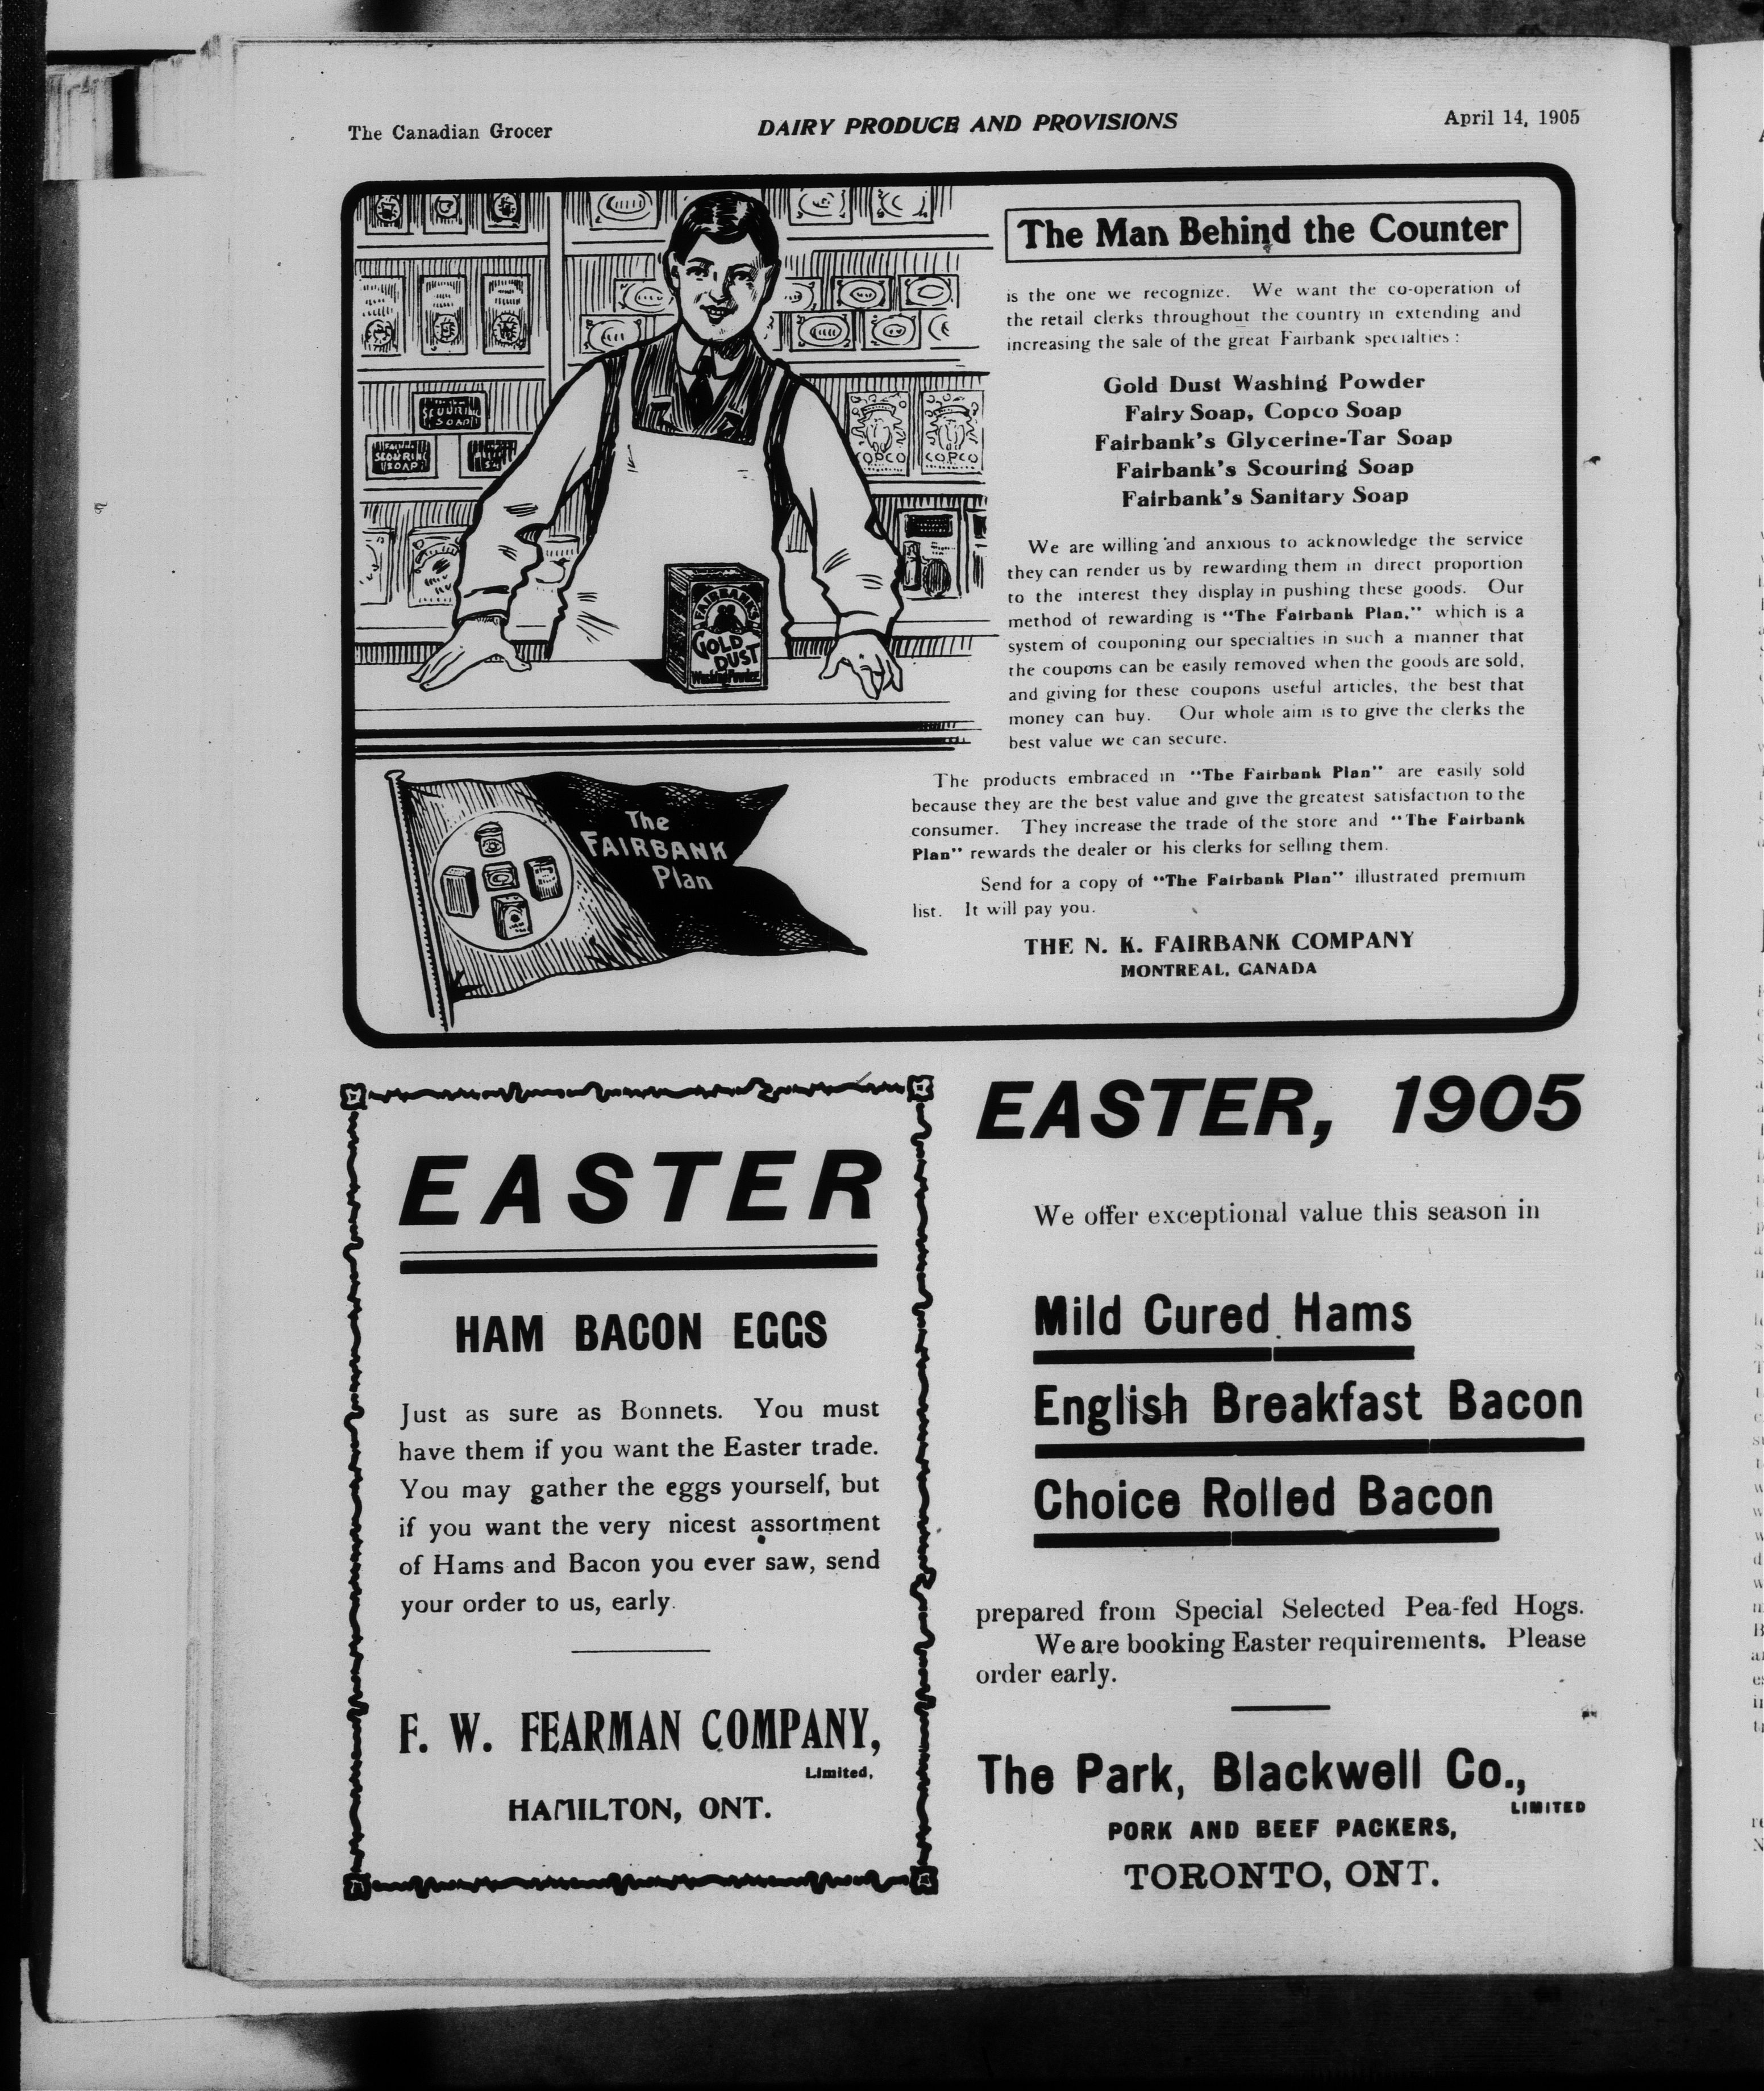 The Canadian Grocer
DAIRY PRODUCE AND PROVISIONS
April 14, 1905
SCOURING
SOAP
SCOURING
SOAP
COPCO
COPCO
FAIRBANK'S
GOLD
DUST
Washing Powder
The
FAIRBANK
Plan
The Man Behind the Counter
is the one we recognize. We want the co-operation of
the retail clerks throughout the country in extending and
increasing the sale of the great Fairbank specialties :
Gold Dust Washing Powder
Fairy Soap, Copco Soap
Fairbank's Glycerine-Tar Soap
Fairbank's Scouring Soap
Fairbank's Sanitary Soap
We are willing and anxious to acknowledge the service
they can render us by rewarding them in direct proportion
to the interest they display in pushing these goods. Our
method of rewarding is "The Fairbank Plan," which is a
system of couponing our specialties in such a manner that
the coupons can be easily removed when the goods are sold,
and giving for these coupons useful articles, the best that
money can buy. Our whole aim is to give the clerks the
best value we can secure.
The products embraced in "The Fairbank Plan" are easily sold
because they are the best value and give the greatest satisfaction to the
consumer. They increase the trade of the store and "The Fairbank
Plan" rewards the dealer or his clerks for selling them.
Send for a copy of "The Fairbank Plan" illustrated premium
list. It will pay you.
THE N. K. FAIRBANK COMPANY
MONTREAL, CANADA
EASTER
HAM BACON EGGS
Just as sure as Bonnets. You must
have them if you want the Easter trade.
You may gather the eggs yourself, but
if you want the very nicest assortment
of Hams and Bacon you ever saw, send
your order to us, early.
F. W. FEARMAN COMPANY,
Limited,
HAMILTON, ONT.
EASTER, 1905
We offer exceptional value this season in
Mild Cured Hams
English Breakfast Bacon
Choice Rolled Bacon
prepared from Special Selected Pea-fed Hogs.
We are booking Easter requirements. Please
order early.
The Park, Blackwell Co.,
LIMITED
PORK AND BEEF PACKERS,
TORONTO, ONT.